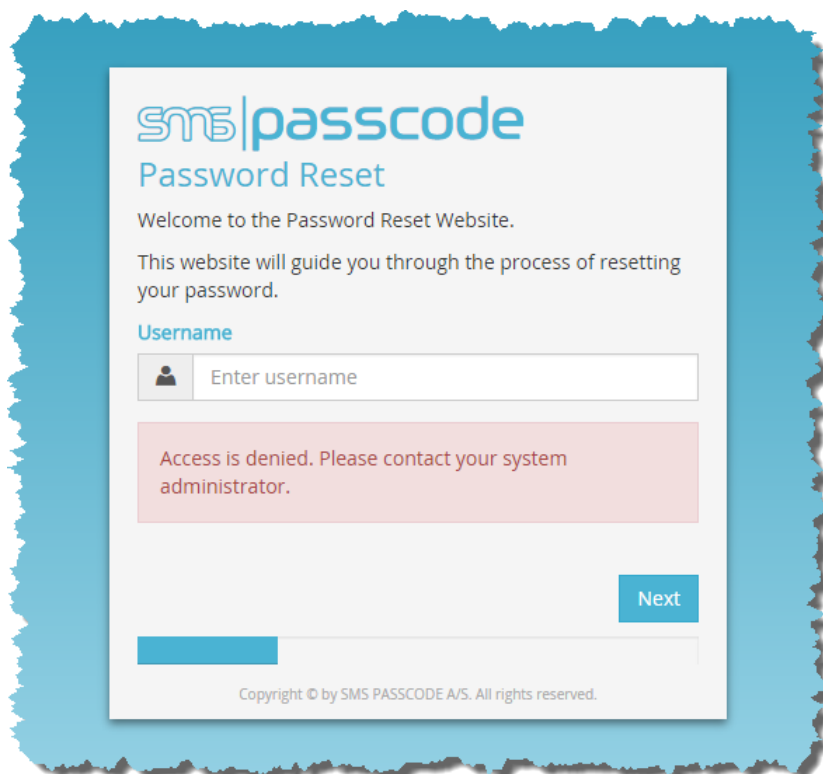 sms|passcode
Password Reset
Welcome to the Password Reset Website.
This website will guide you through the process of resetting
your password.
Username
Enter username
Access is denied. Please contact your system
administrator.
Next
Copyright © by SMS PASSCODE A/S. All rights reserved.